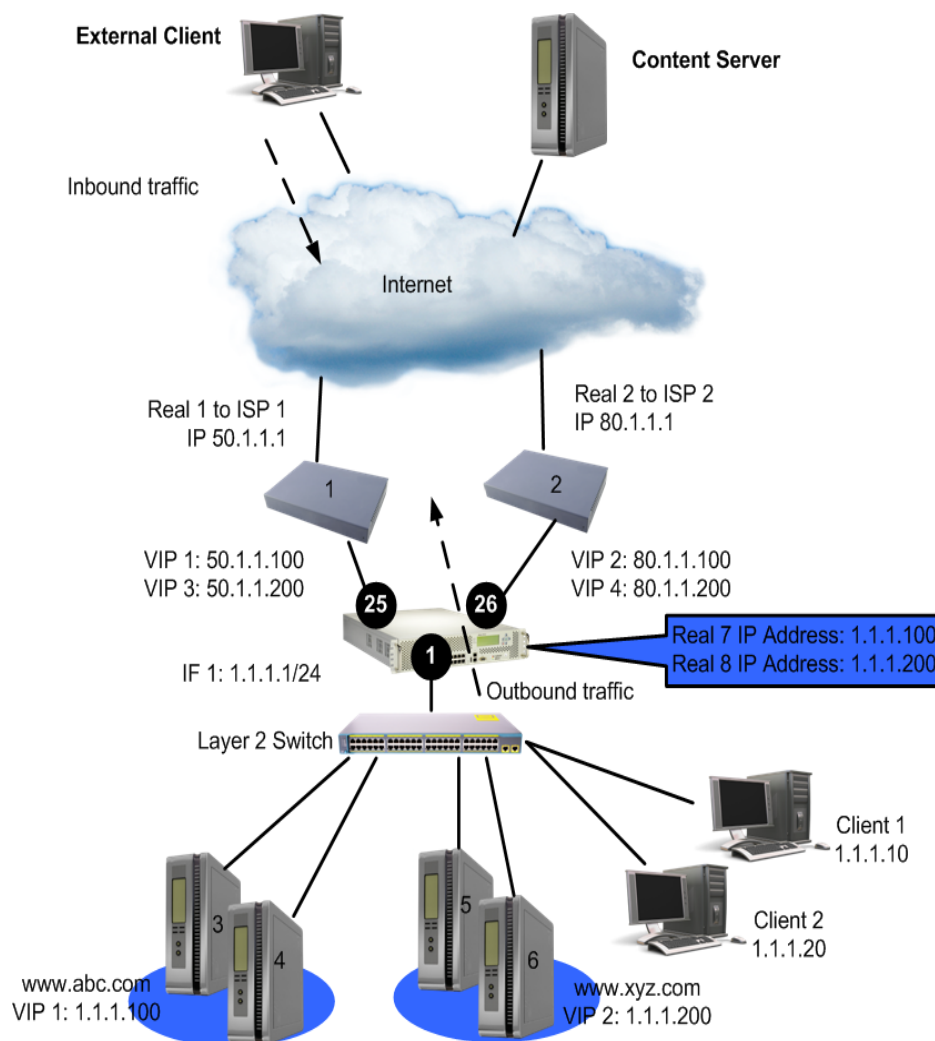 External Client
Content Server
Inbound traffic
Internet
Real 1 to ISP 1
IP 50.1.1.1
Real 2 to ISP 2
IP 80.1.1.1
1
2
VIP 1: 50.1.1.100
VIP 3: 50.1.1.200
VIP 2: 80.1.1.100
VIP 4: 80.1.1.200
25
26
1
Real 7 IP Address: 1.1.1.100
Real 8 IP Address: 1.1.1.200
IF 1: 1.1.1.1/24
Outbound traffic
Layer 2 Switch
Client 1
1.1.1.10
Client 2
1.1.1.20
3
4
5
6
www.abc.com
VIP 1: 1.1.1.100
www.xyz.com
VIP 2: 1.1.1.200